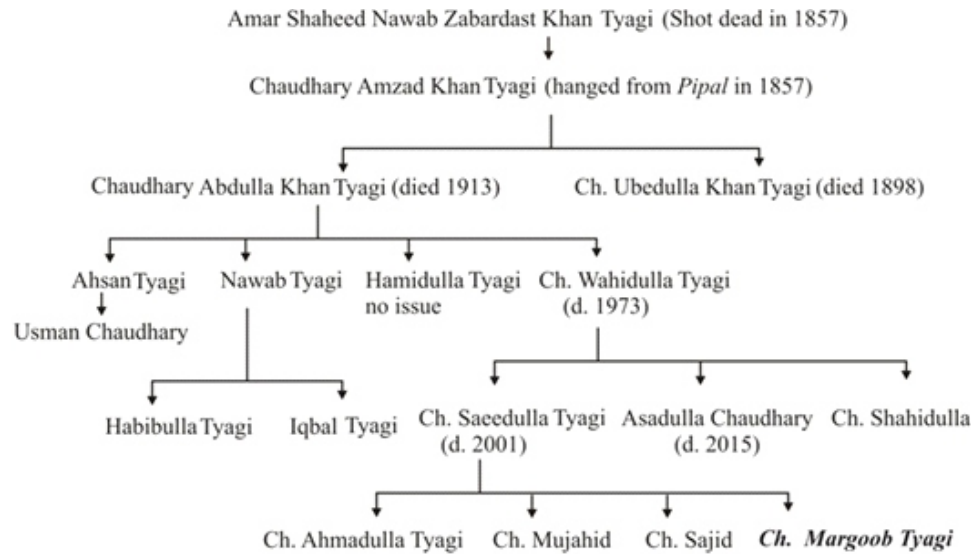 Amar Shaheed Nawab Zabardast Khan Tyagi (Shot dead in 1857)
Chaudhary Amzad Khan Tyagi (hanged from Pipal in 1857)
Chaudhary Abdulla Khan Tyagi (died 1913)
Ch. Ubedulla Khan Tyagi (died 1898)
Ahsan Tyagi
Nawab Tyagi
Hamidulla Tyagi
no issue
Ch. Wahidulla Tyagi
(d. 1973)
Usman Chaudhary
Habibulla Tyagi
Iqbal Tyagi
Ch. Saeedulla Tyagi
(d. 2001)
Asadulla Chaudhary
(d. 2015)
Ch. Shahidulla
Ch. Ahmadulla Tyagi
Ch. Mujahid
Ch. Sajid
Ch. Margoob Tyagi